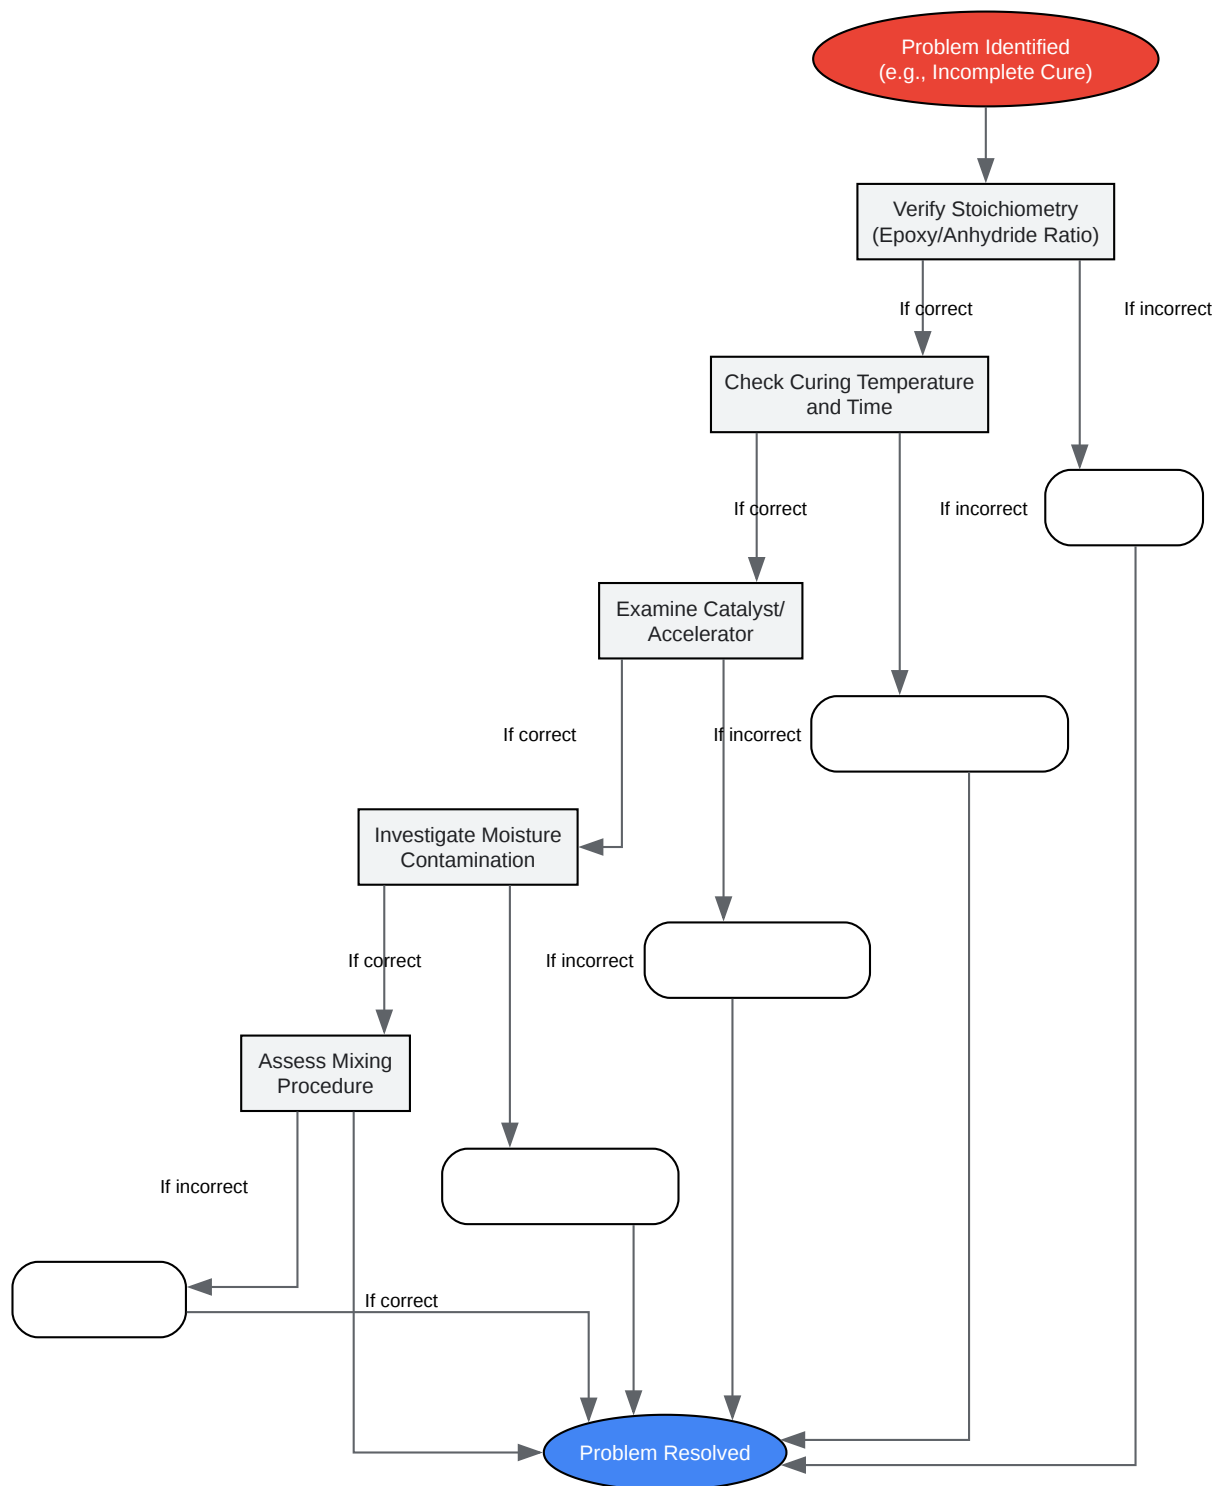 Problem Identified
(e.g., Incomplete Cure)
Verify Stoichiometry
(Epoxy/Anhydride Ratio)
If correct
If incorrect
Check Curing Temperature
and Time
If correct
If incorrect
Examine Catalyst/
Accelerator
If correct
If incorrect
Investigate Moisture
Contamination
If correct
If incorrect
Assess Mixing
Procedure
If incorrect
If correct
Problem Resolved